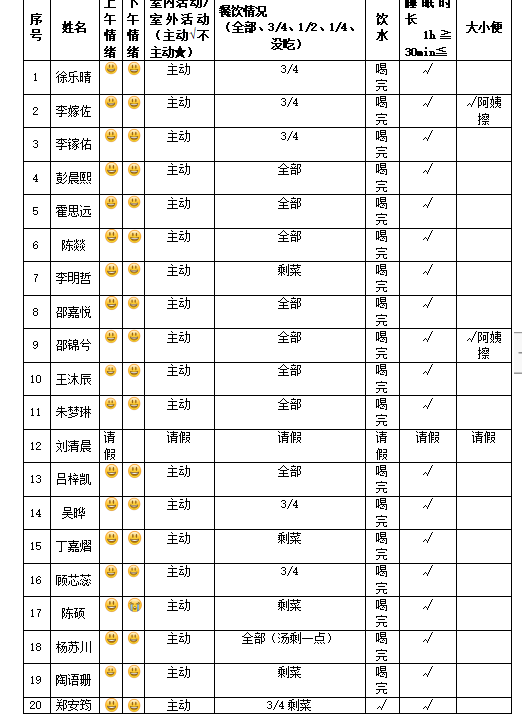 序号 姓名 上午情绪 下午情绪 室内活动/室外活动（主动√不主动★） 餐饮情况（全部、3/4、1/2、1/4、没吃） 饮水 睡眠时长 1h≧30min≦ 大小便
1 徐乐晴 主动 3/4 喝完 √
2 李嫁佐 主动 3/4 喝完 √ √阿姨擦
3 李镓佑 主动 3/4 喝完 √
4 彭晨熙 主动 全部 喝完 √
5 霍思远 主动 全部 喝完 √
6 陈燚 主动 全部 喝完 √
7 李明哲 主动 剩菜 喝完 √
8 邵嘉悦 主动 全部 喝完 √
9 邵锦兮 主动 全部 喝完 √ √阿姨擦
10 王沐辰 主动 全部 喝完 √
11 朱梦琳 主动 全部 喝完 √
12 刘清晨 请假 请假 请假 请假 请假 请假
13 吕梓凯 主动 全部 喝完 √
14 吴晔 主动 3/4 喝完 √
15 丁嘉熠 主动 剩菜 喝完 √
16 顾芯蕊 主动 3/4 喝完 √
17 陈硕 主动 剩菜 喝完 √
18 杨苏川 主动 全部（汤剩一点） 喝完 √
19 陶语珊 主动 剩菜 喝完 √
20 郑安筠 主动 3/4 剩菜 √ √